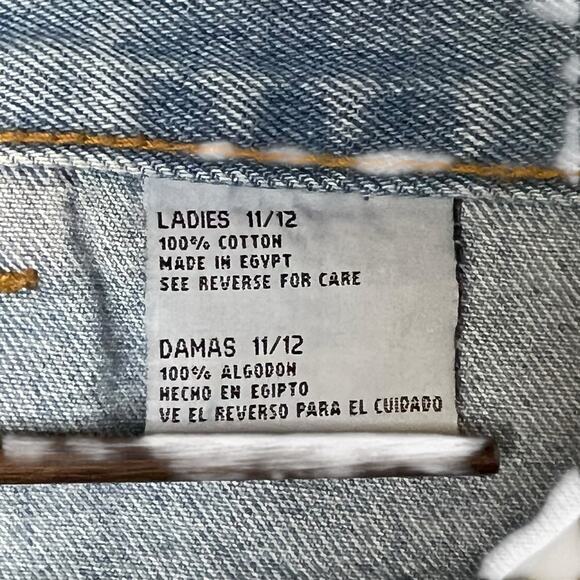 LADIES 11/12
100% COTTON
MADE IN EGYPT
SEE REVERSE FOR CARE
DAMAS 11/12
100% ALGODON
HECHO EN EGIPTO
VE EL REVERSO PARA EL CUIDADO